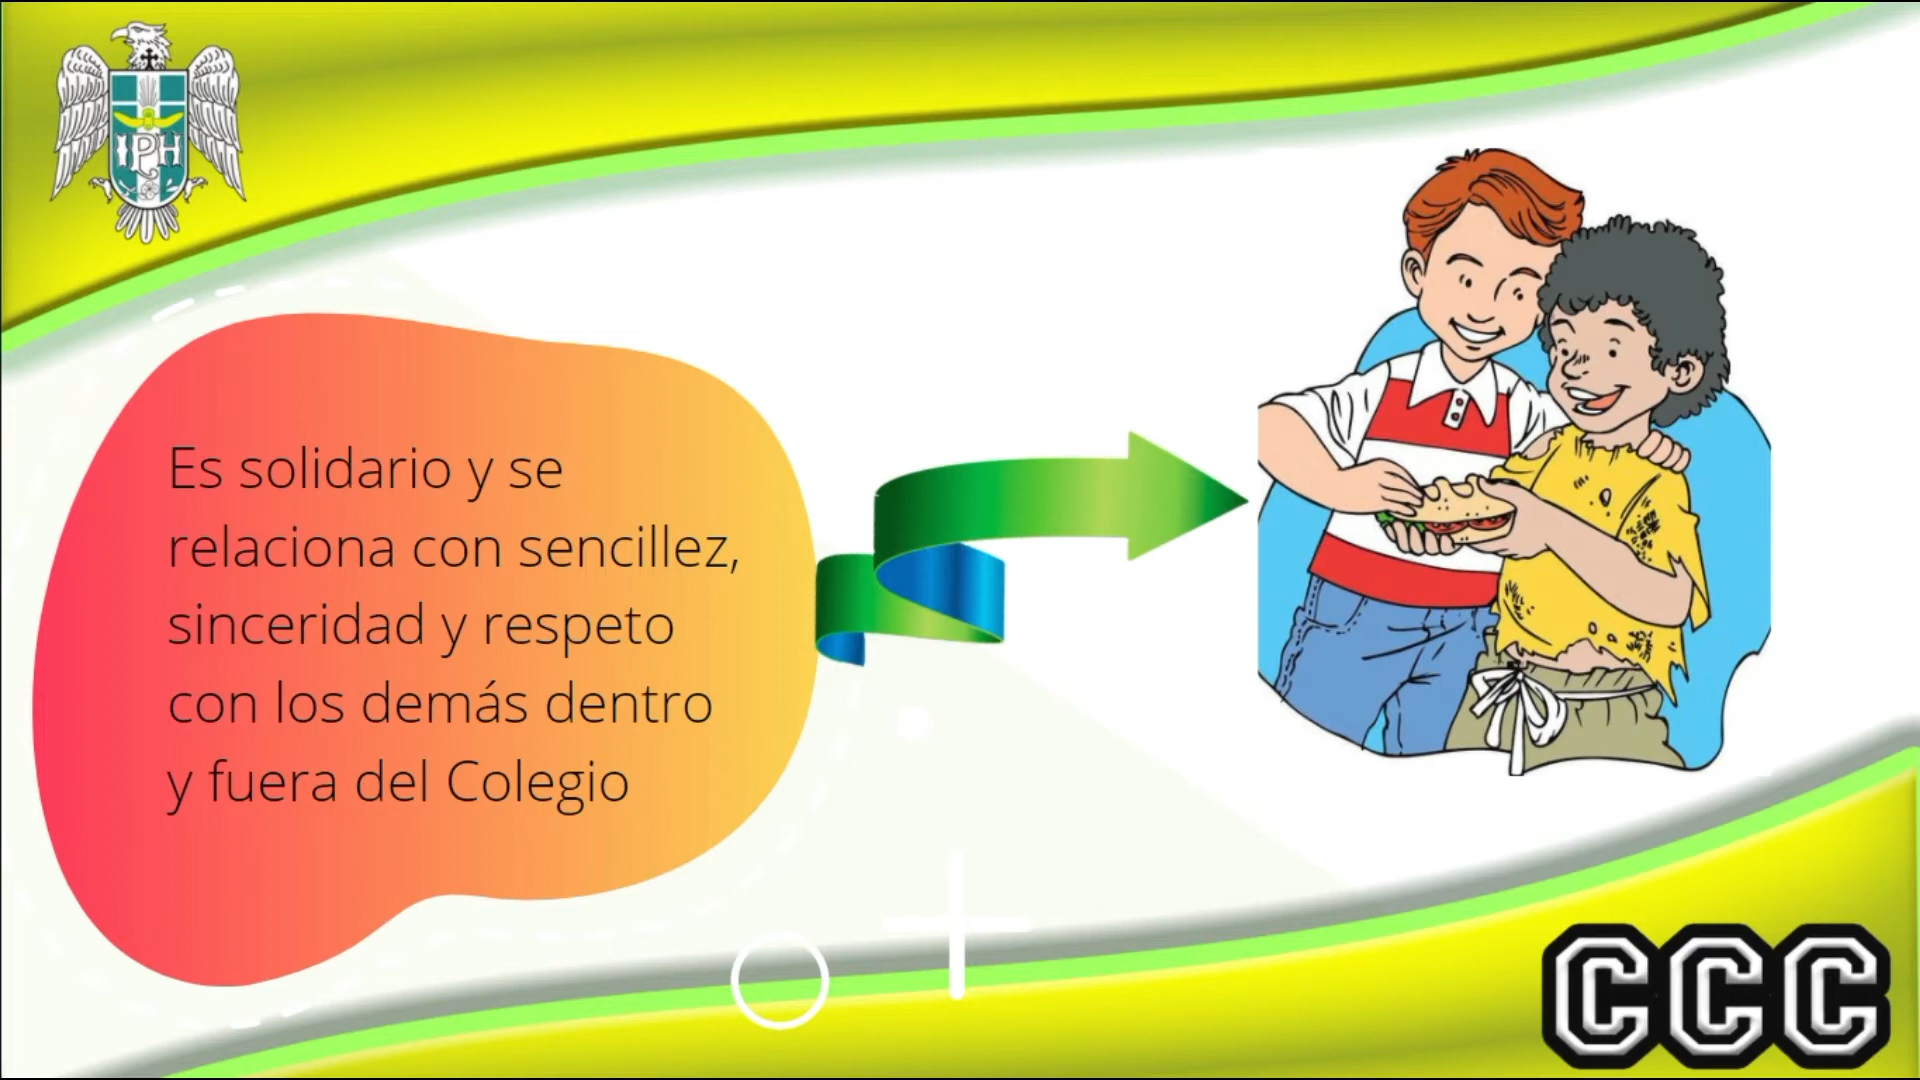 IPH
Es solidario y se
relaciona con sencillez,
sinceridad y respeto
con los demás dentro
y fuera del Colegio
CCC